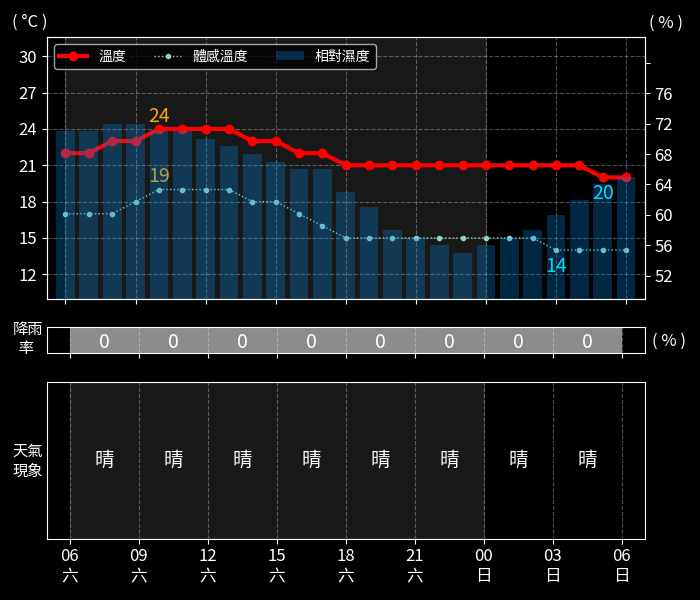 ( °C )
( % )
溫度
體感溫度
相對濕度
30
27
24
21
18
15
12
76
72
68
64
60
56
52
24
19
20
14
降雨
率
0 0 0 0 0 0 0 0
( % )
天氣
現象
晴 晴 晴 晴 晴 晴 晴 晴
06 09 12 15 18 21 00 03 06
六 六 六 六 六 六 日 日 日